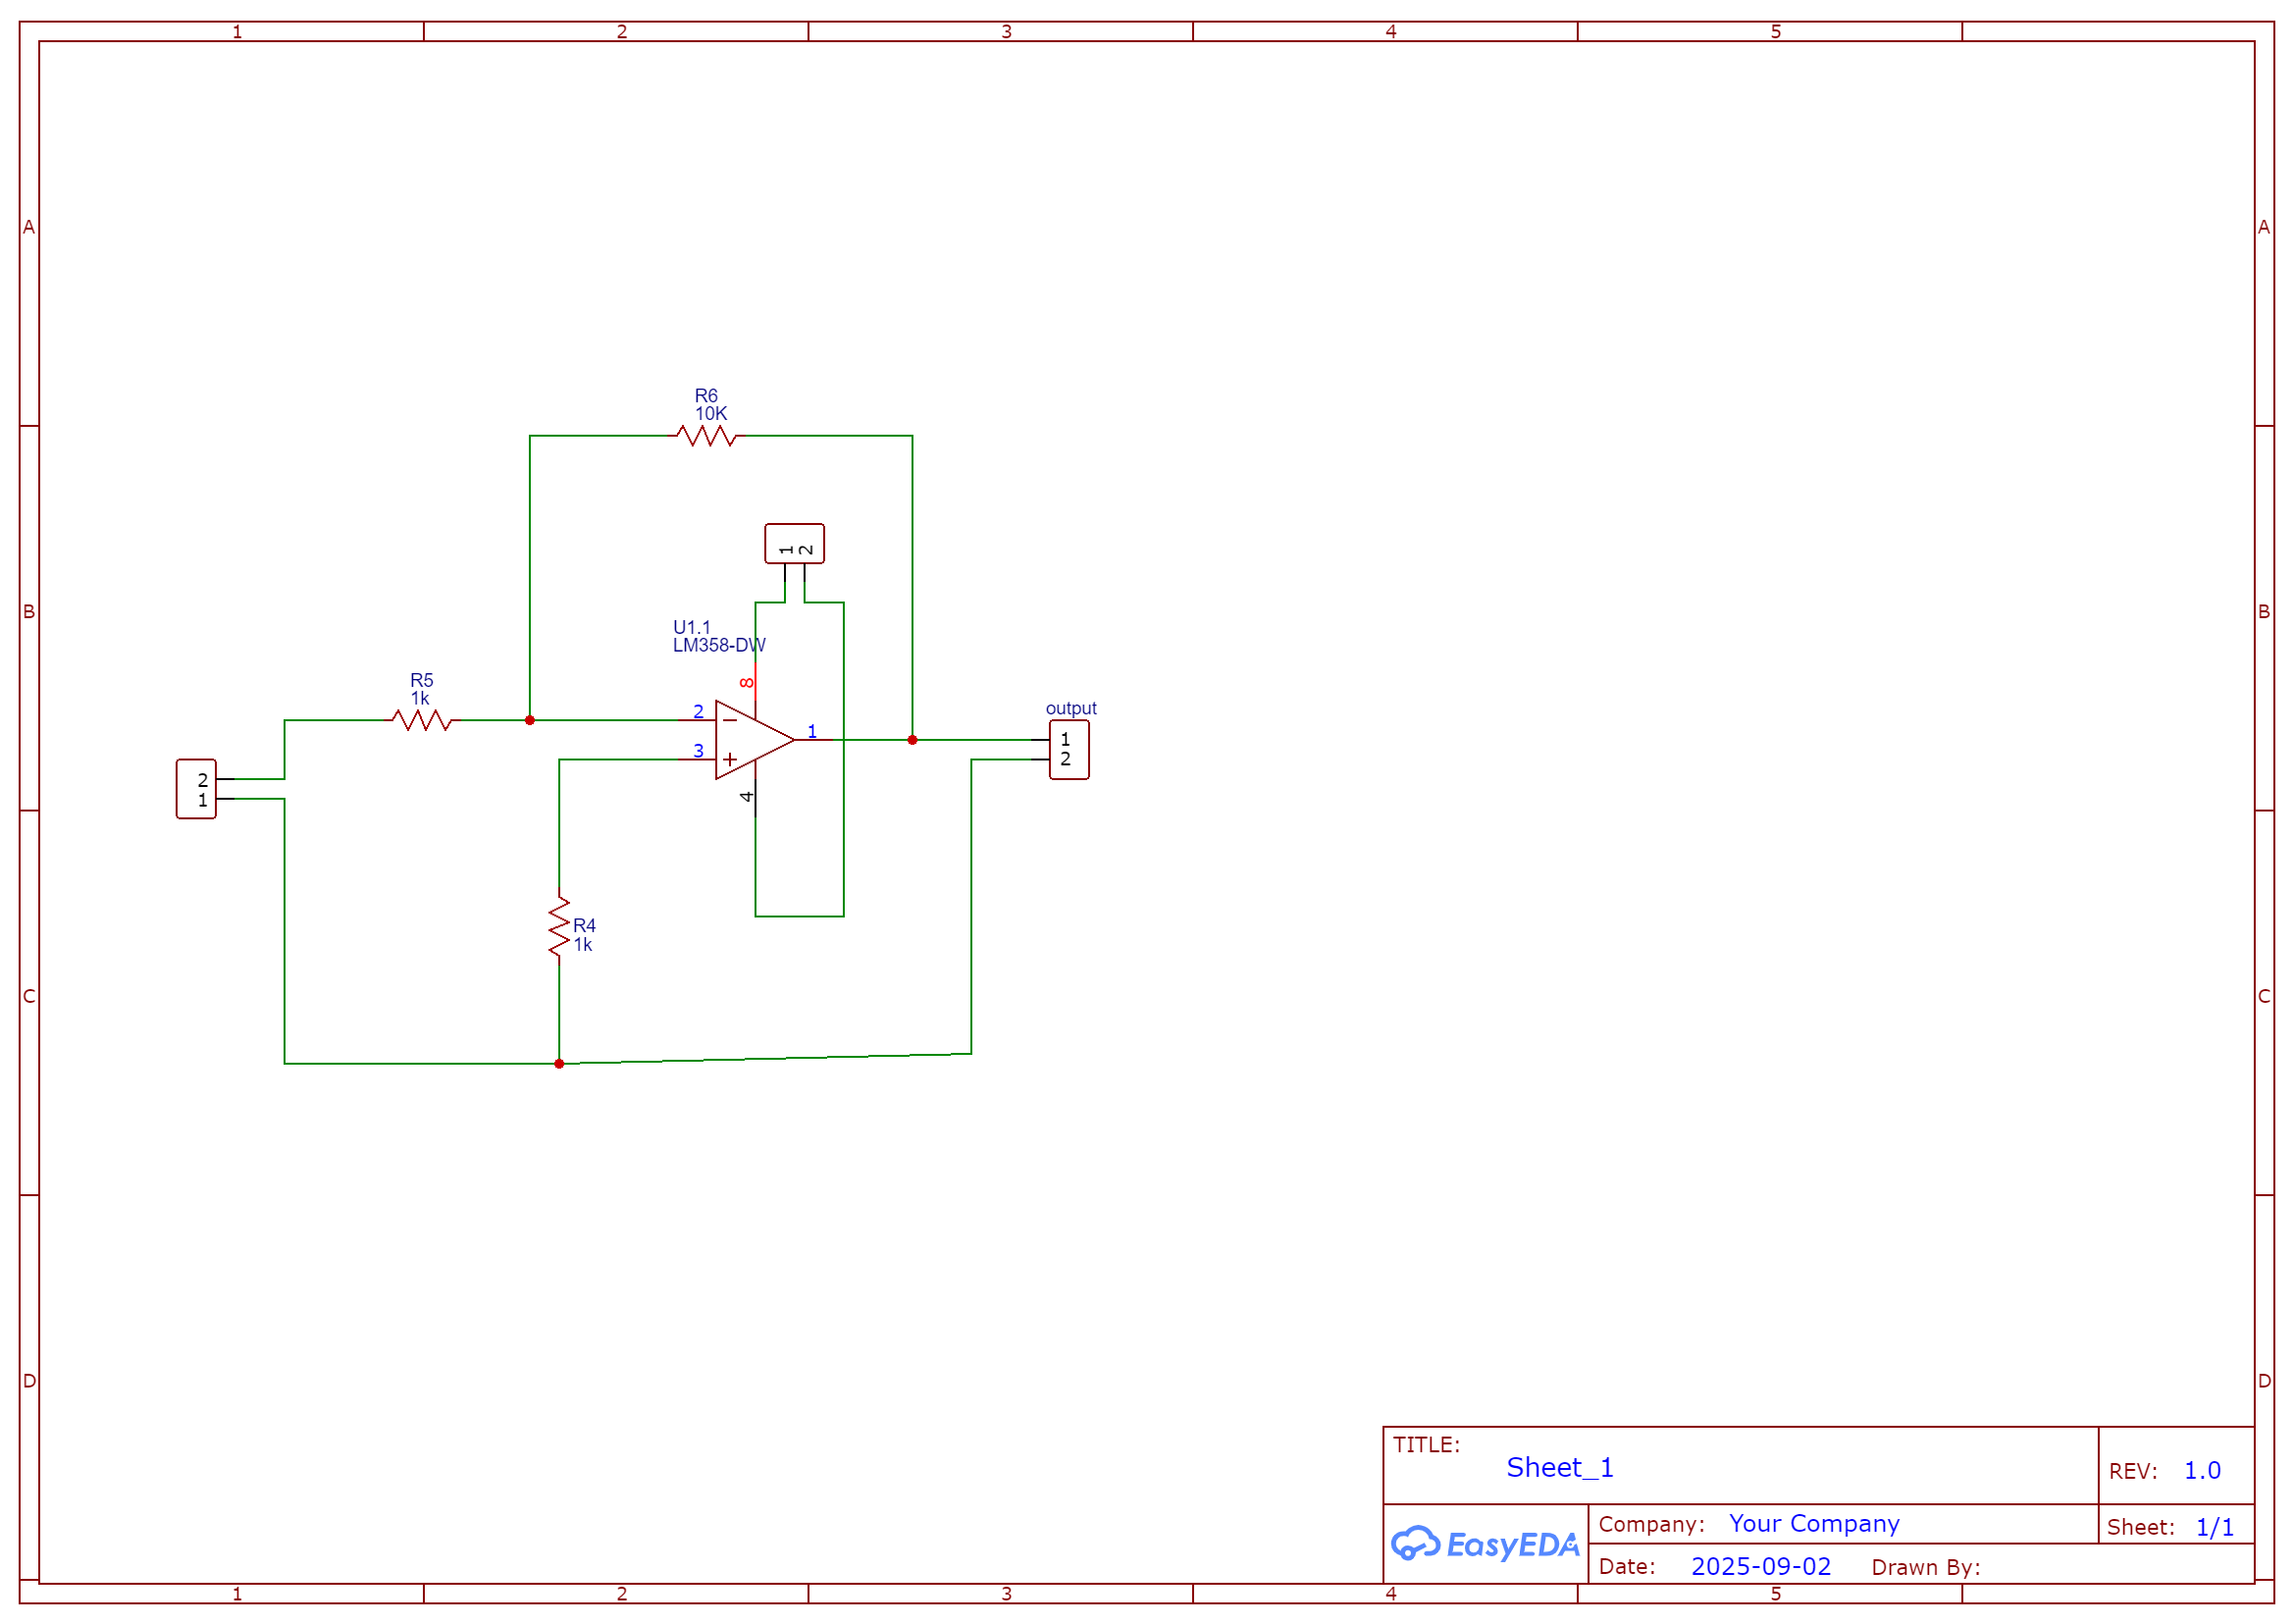 1 2 3 4 5
A A
R6
10K
1 2
B B
U1.1
LM358-DW
8
R5
1k
2
1
output
3
1
2
2
1
4
R4
1k
C C
D D
TITLE:
Sheet_1
REV: 1.0
EasyEDA
Company: Your Company
Sheet: 1/1
Date: 2025-09-02 Drawn By:
1 2 3 4 5